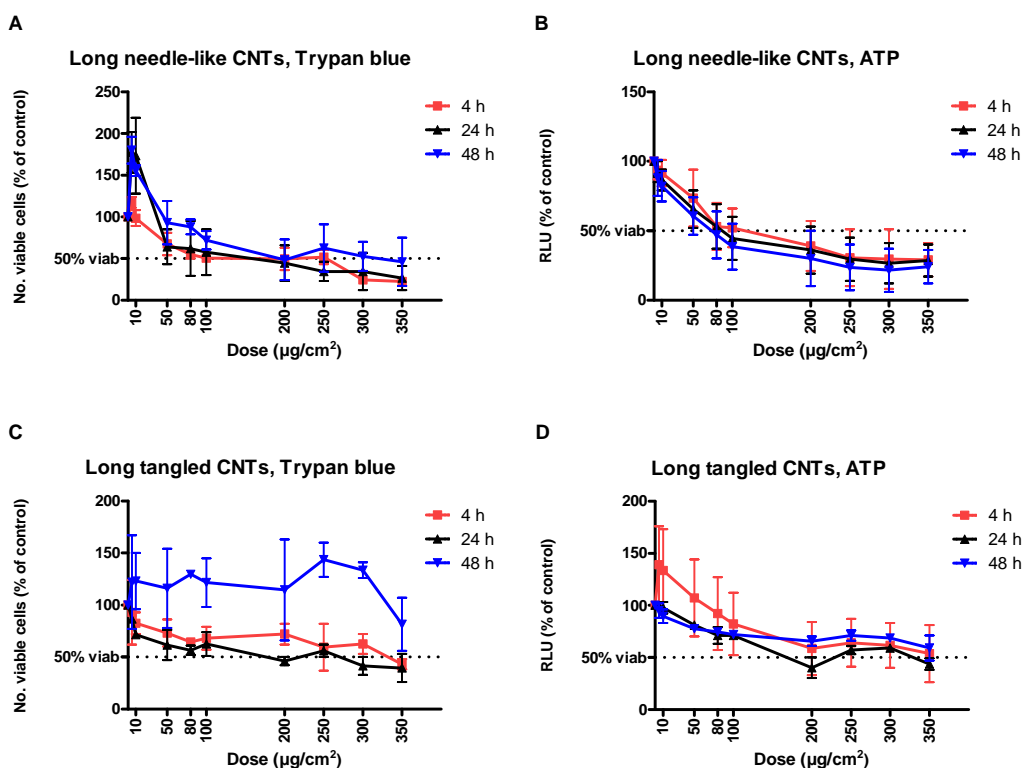 A
Long needle-like CNTs, Trypan blue
No. viable cells (% of control)
250
200
150
100
50% viab
50
0
10
50
80
100
200
250
300
350
Dose (µg/cm²)
4 h
24 h
48 h
B
Long needle-like CNTs, ATP
RLU (% of control)
150
100
50% viab
50
0
10
50
80
100
200
250
300
350
Dose (µg/cm²)
4 h
24 h
48 h
C
Long tangled CNTs, Trypan blue
No. viable cells (% of control)
200
150
100
50% viab
50
0
10
50
80
100
200
250
300
350
Dose (µg/cm²)
4 h
24 h
48 h
D
Long tangled CNTs, ATP
RLU (% of control)
200
150
100
50% viab
50
0
10
50
80
100
200
250
300
350
Dose (µg/cm²)
4 h
24 h
48 h